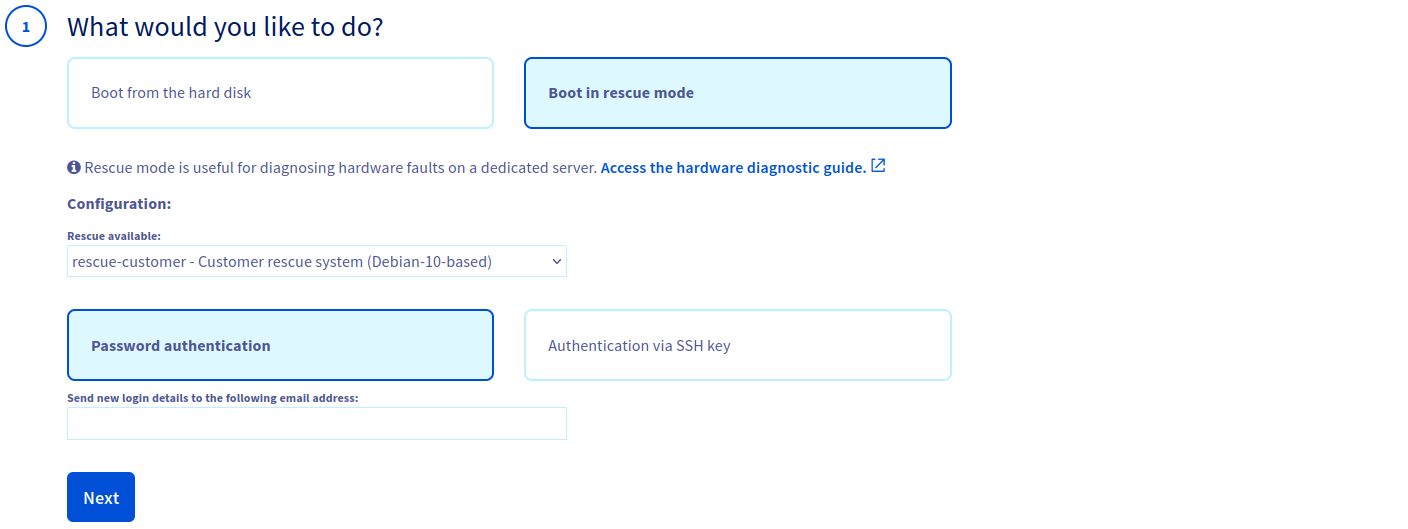 1
What would you like to do?
Boot from the hard disk
Boot in rescue mode
Rescue mode is useful for diagnosing hardware faults on a dedicated server. Access the hardware diagnostic guide.
Configuration:
Rescue available:
rescue-customer - Customer rescue system (Debian-10-based)
Password authentication
Authentication via SSH key
Send new login details to the following email address:
Next